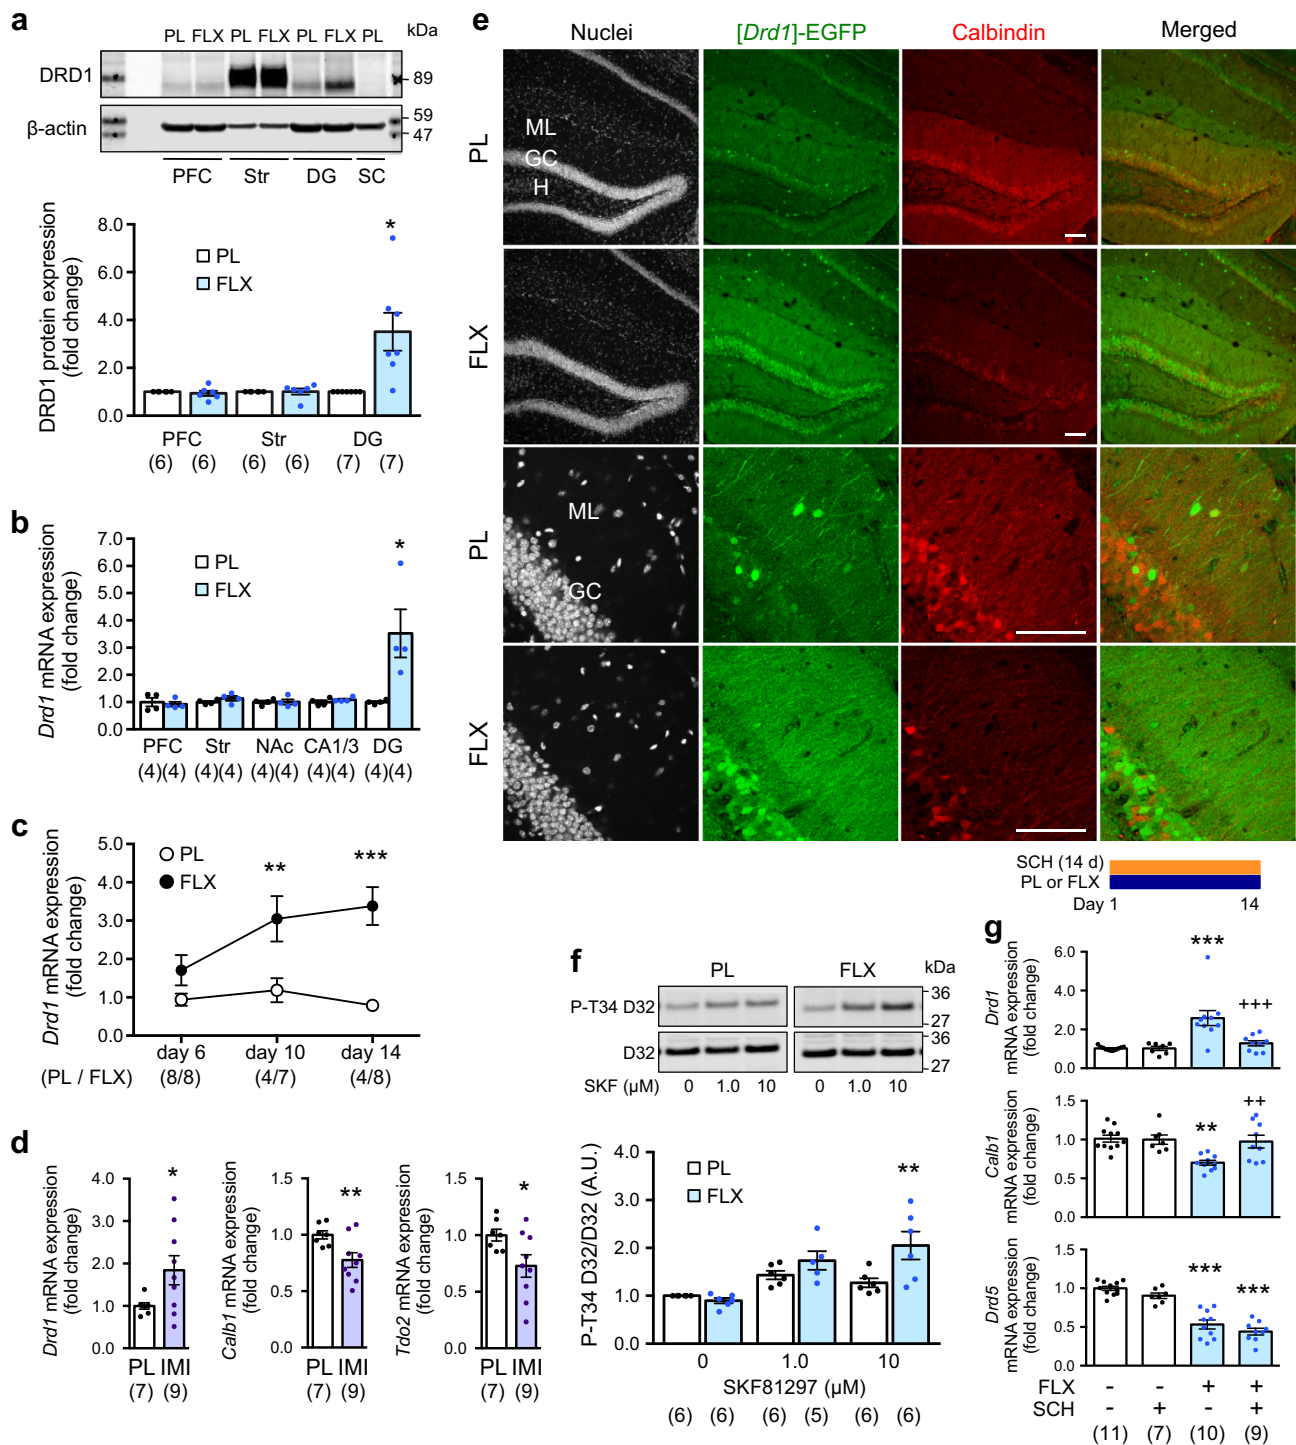 a
PL FLX PL FLX PL FLX PL kDa
DRD1
89
β-actin
59
47
PFC Str DG SC
DRD1 protein expression
(fold change)
8.0
6.0
4.0
2.0
0.0
*
PL
FLX
PFC Str DG
(6) (6) (6) (6) (7) (7)
b
Drd1 mRNA expression
(fold change)
7.0
6.0
5.0
4.0
3.0
2.0
1.0
0.0
*
PL
FLX
PFC Str NAc CA1/3 DG
(4)(4) (4)(4) (4)(4) (4)(4) (4)(4)
c
Drd1 mRNA expression
(fold change)
5.0
4.0
3.0
2.0
1.0
0.0
PL
FLX
** ***
day 6 day 10 day 14
(PL / FLX) (8/8) (4/7) (4/8)
d
Drd1 mRNA expression
(fold change)
4.0
3.0
2.0
1.0
0.0
*
PL IMI
(7) (9)
Calb1 mRNA expression
(fold change)
1.5
1.0
0.5
0.0
**
PL IMI
(7) (9)
Tdo2 mRNA expression
(fold change)
1.5
1.0
0.5
0.0
*
PL IMI
(7) (9)
e
Nuclei [Drd1]-EGFP Calbindin Merged
PL
ML
GC
H
FLX
PL
ML
GC
FLX
f
PL FLX kDa
P-T34 D32
36
27
D32
36
27
SKF (µM) 0 1.0 10 0 1.0 10
P-T34 D32/D32 (A.U.)
4.0
3.0
2.0
1.0
0.0
PL
FLX
**
0 1.0 10
SKF81297 (µM)
(6) (6) (6) (5) (6) (6)
SCH (14 d)
PL or FLX
Day 1 14
g
Drd1
mRNA expression
(fold change)
6.0
4.0
2.0
0.0
***
+++
Calb1
mRNA expression
(fold change)
1.5
1.0
0.5
0.0
**
++
Drd5
mRNA expression
(fold change)
1.5
1.0
0.5
0.0
***
***
FLX - - + +
SCH - + - +
(11) (7) (10) (9)